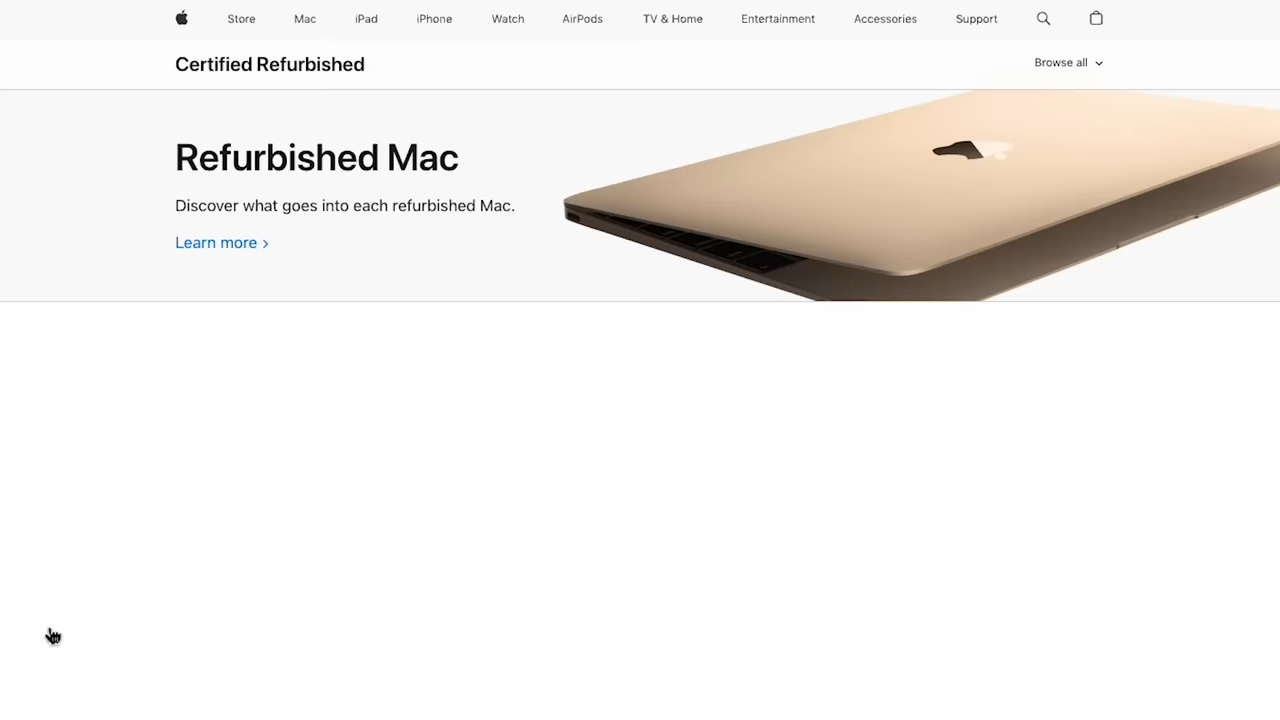 Store Mac iPad iPhone Watch AirPods TV & Home Entertainment Accessories Support
Certified Refurbished
Browse all
Refurbished Mac
Discover what goes into each refurbished Mac.
Learn more